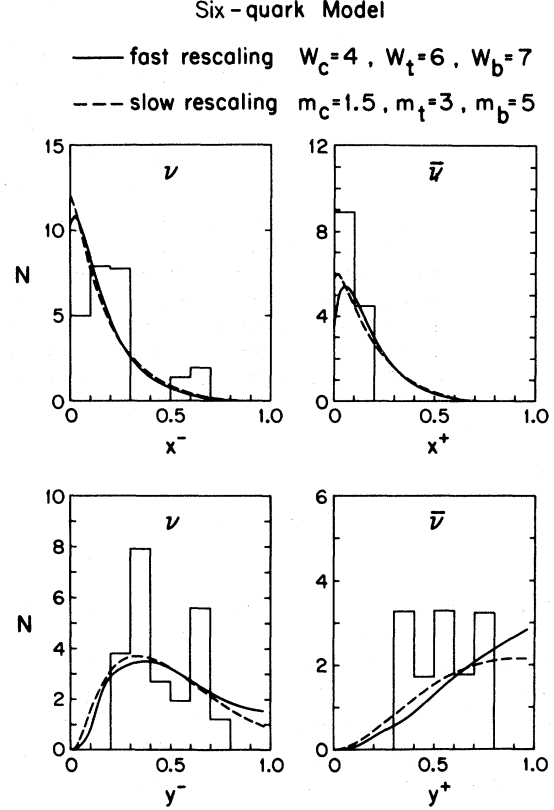 Six-quark Model
fast rescaling W_c=4 , W_t=6 , W_b=7
slow rescaling m_c=1.5 , m_t=3 , m_b=5
15
10
5
0
N
ν
0
0.5
1.0
x⁻
12
8
4
0
ν̅
0
0.5
1.0
x⁺
10
8
6
4
2
0
N
ν
0
0.5
1.0
y⁻
6
4
2
0
ν̅
0
0.5
1.0
y⁺